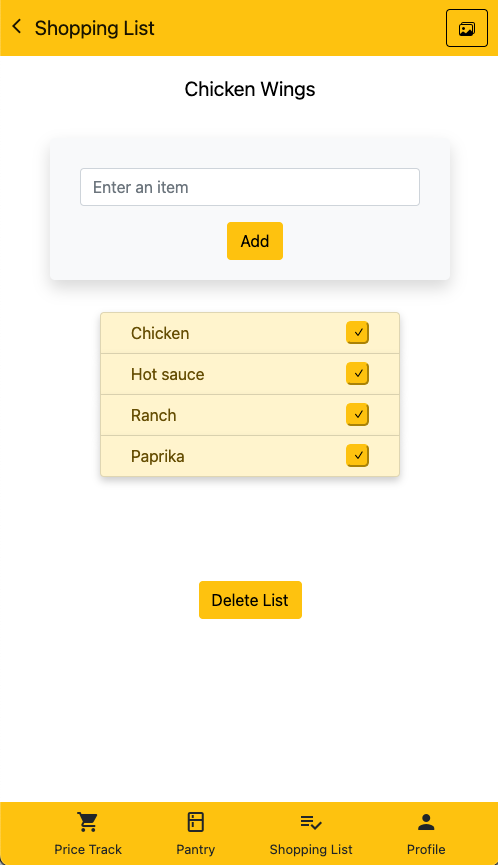 Shopping List
Chicken Wings
Enter an item
Add
Chicken
Hot sauce
Ranch
Paprika
Delete List
Price Track
Pantry
Shopping List
Profile